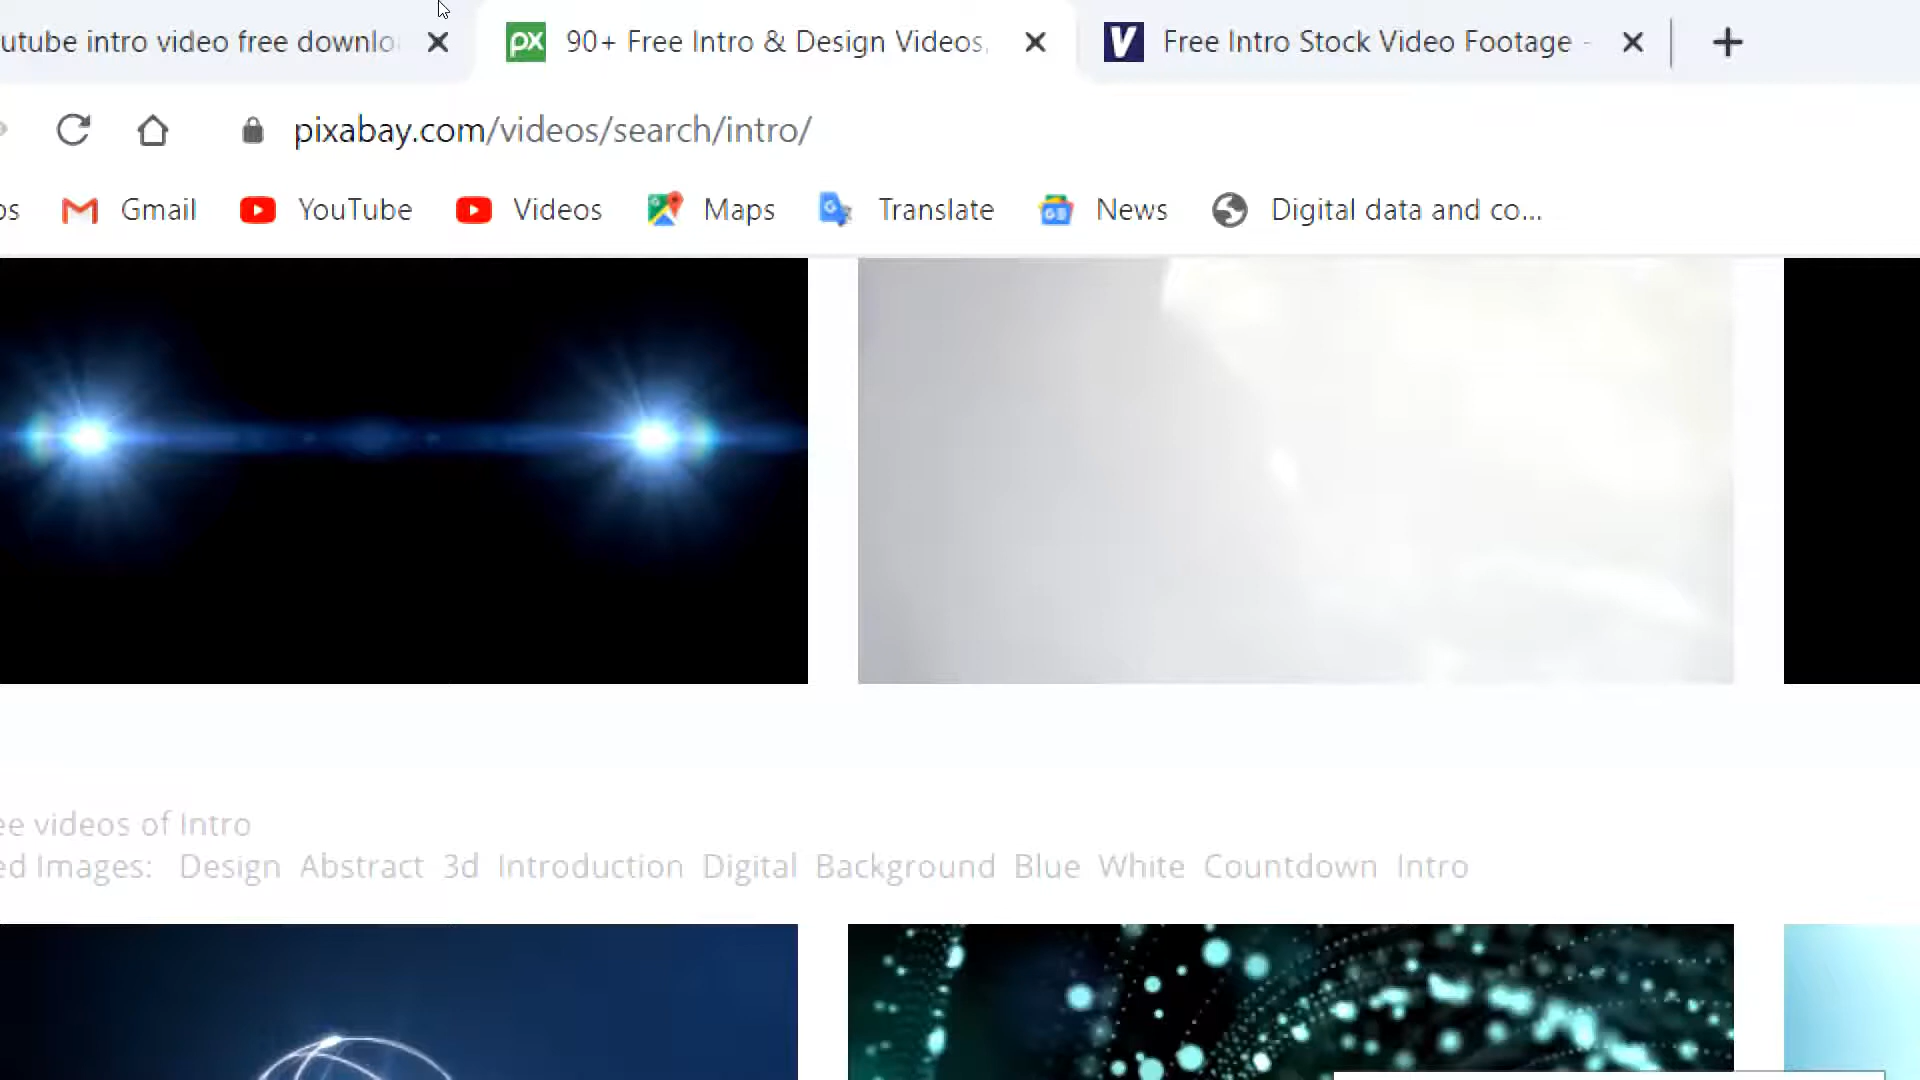 utube intro video free downlo
px 90+ Free Intro & Design Videos,
V Free Intro Stock Video Footage -
pixabay.com/videos/search/intro/
os Gmail YouTube Videos Maps Translate News Digital data and co...
ee videos of Intro
ed Images: Design Abstract 3d Introduction Digital Background Blue White Countdown Intro